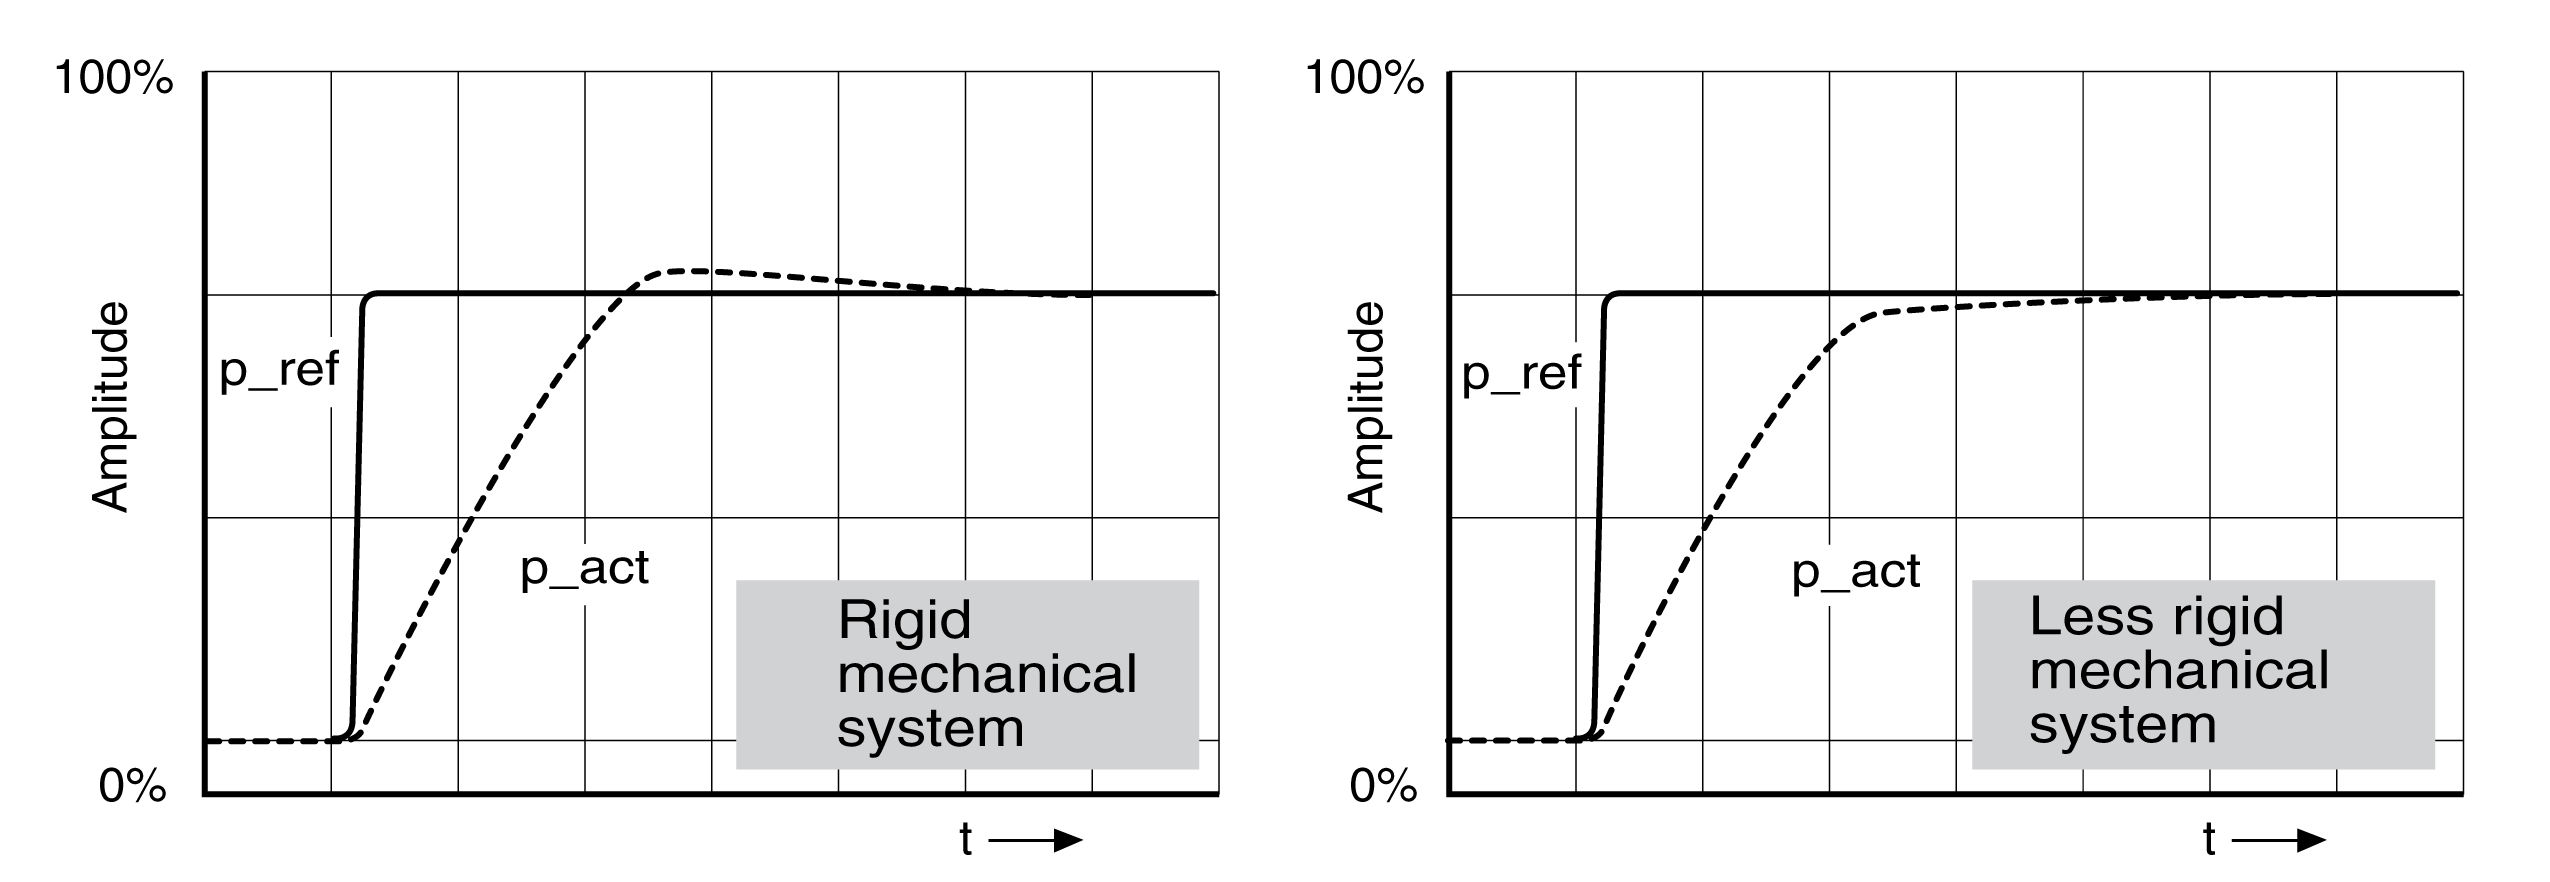 100%
Amplitude
p_ref
p_act
Rigid
mechanical
system
0%
t
100%
Amplitude
p_ref
p_act
Less rigid
mechanical
system
0%
t